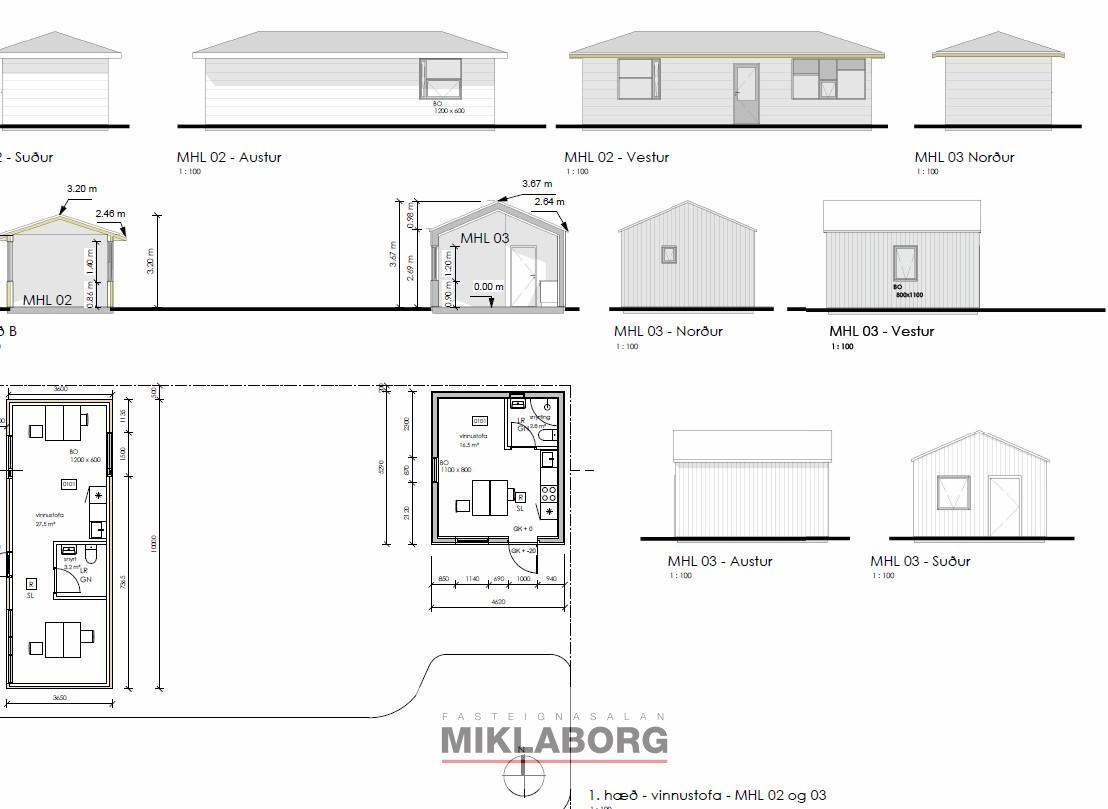 2 - Suður
MHL 02 - Austur
1 : 100
BO
1200 x 600
MHL 02 - Vestur
1 : 100
MHL 03 Norður
1 : 100
3.20 m
2.46 m
3.20 m
1.40 m
0.86 m
MHL 02
ð B
3.67 m
2.64 m
0.98 m
3.67 m
2.69 m
1.20 m
0.90 m
MHL 03
0.00 m
MHL 03 - Norður
1 : 100
BO
800x1100
MHL 03 - Vestur
1 : 100
3600
500
1135
1500
7365
10000
BO
1200 x 600
0101
vinnustofa
27.5 m²
snyrt
3.2 m²
LR
GN
R
SL
3650
200
2300
870
2120
5290
0101
vinnustofa
16.5 m²
LR
GN
snyrting
2.8 m²
BO
1100 x 800
R
SL
GK + 0
GK + -20
850
1140
690
1000
940
4620
MHL 03 - Austur
1 : 100
MHL 03 - Suður
1 : 100
FASTEIGNASALAN
MIKLABORG
N
1. hæð - vinnustofa - MHL 02 og 03
1 : 100